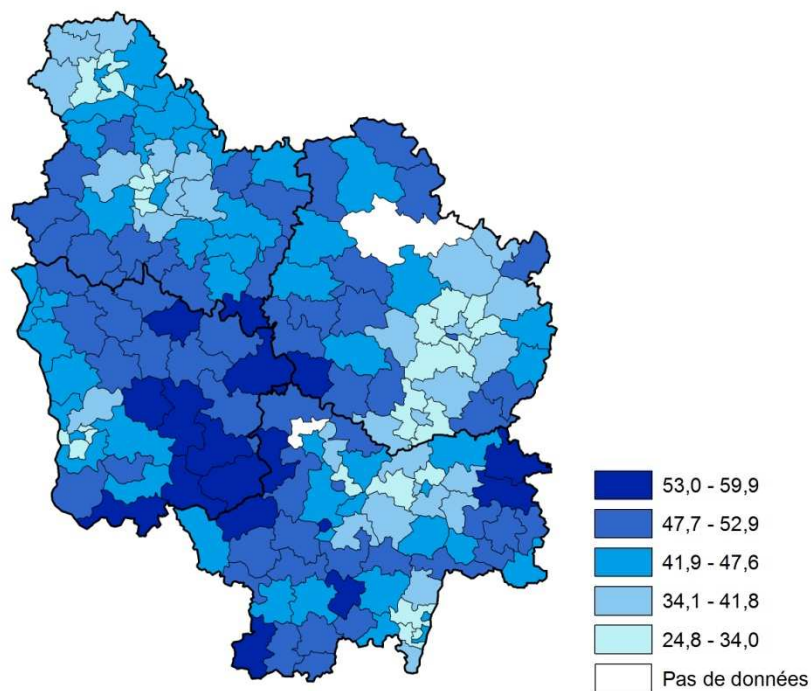 53,0 - 59,9
47,7 - 52,9
41,9 - 47,6
34,1 - 41,8
24,8 - 34,0
Pas de données